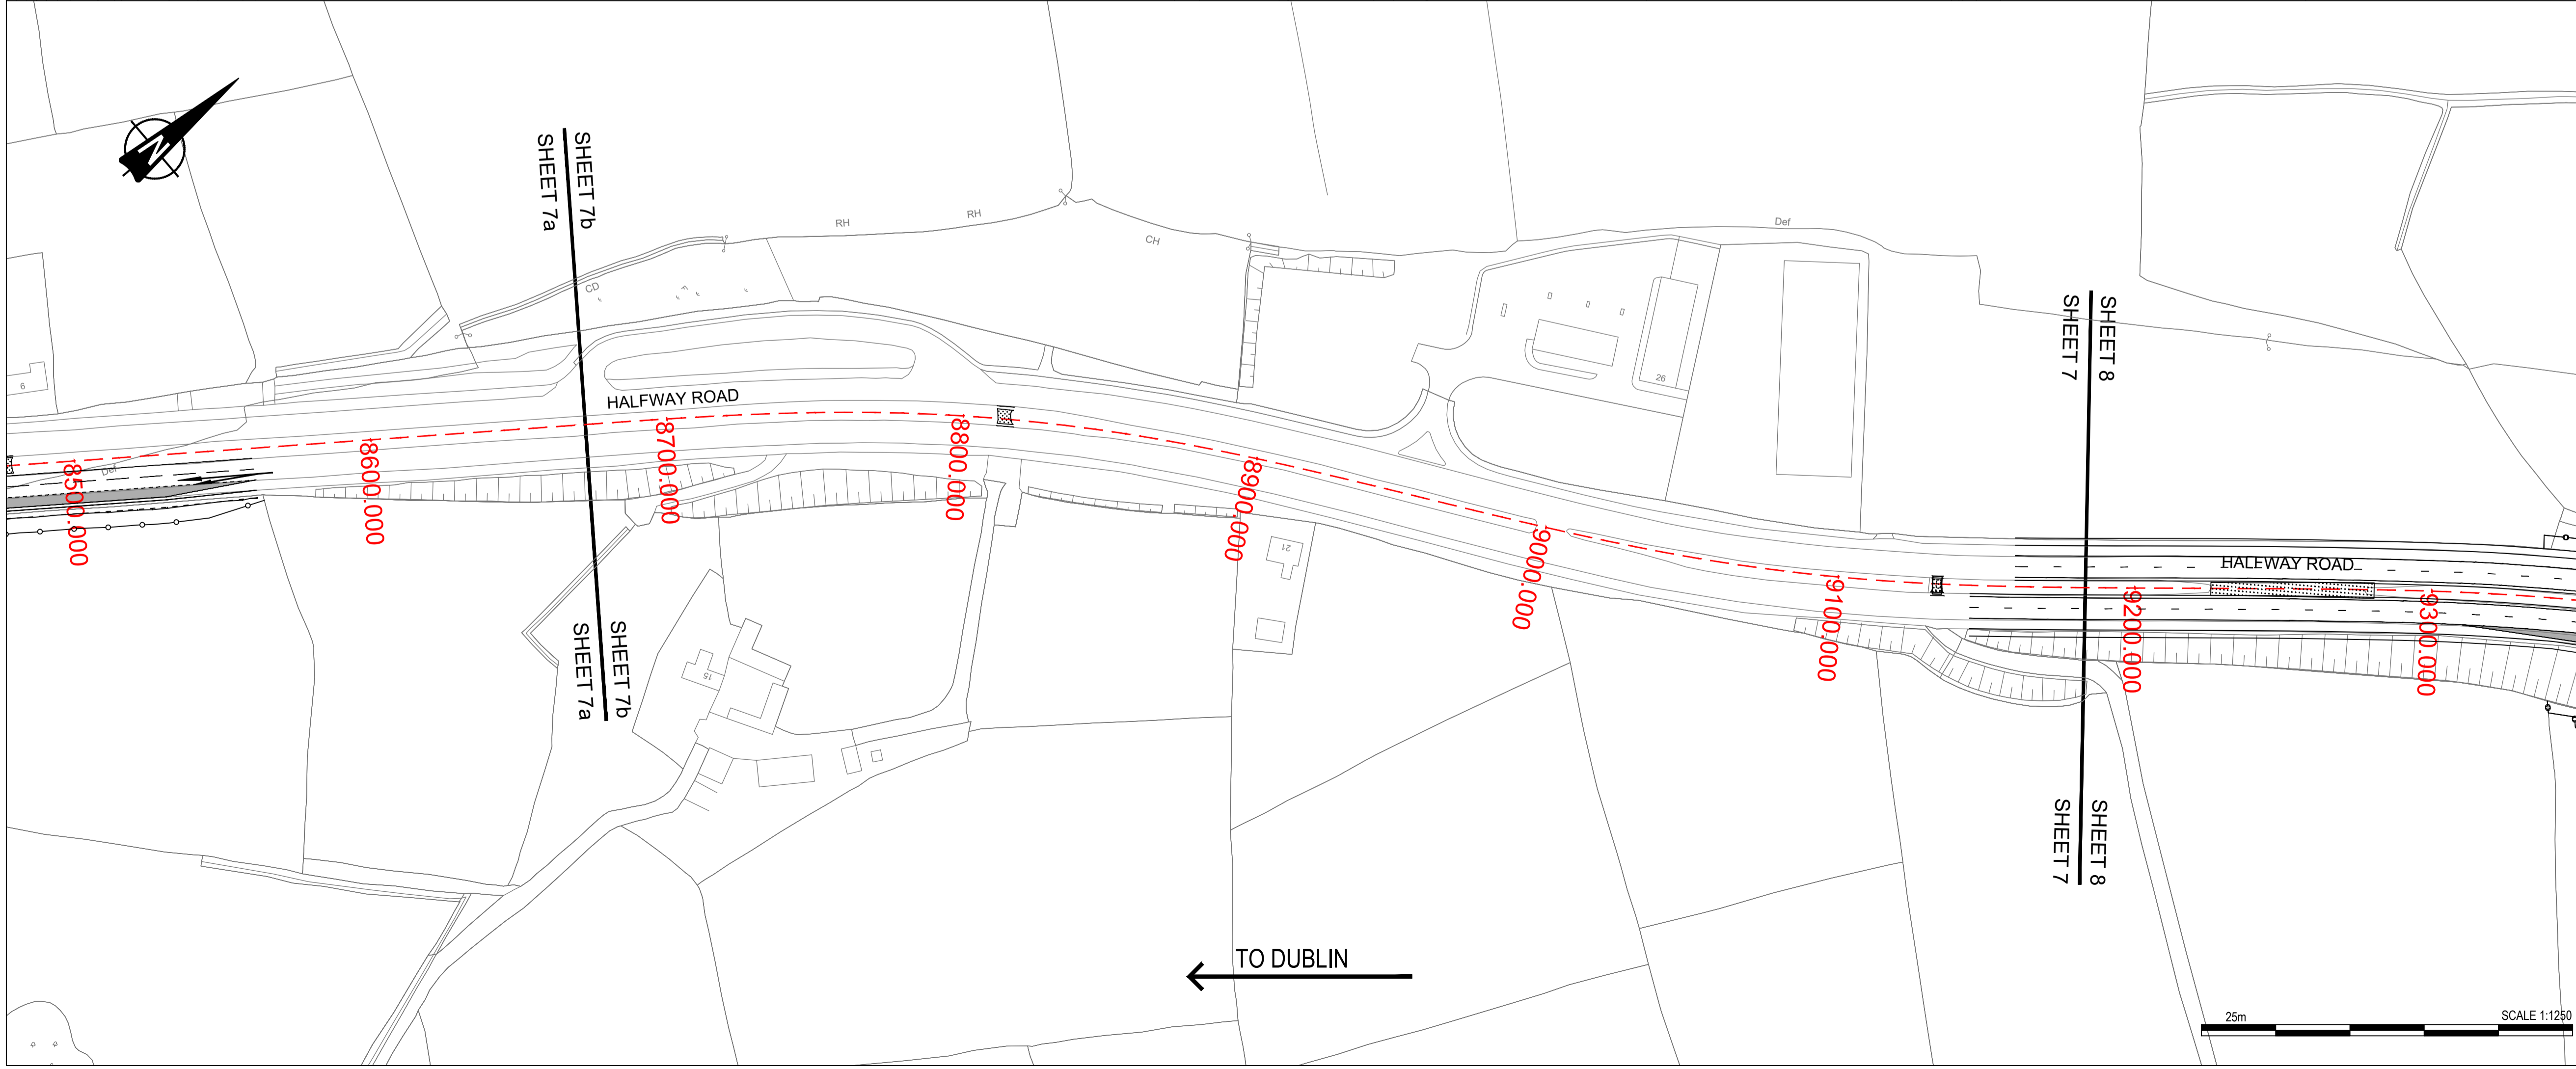 N
SHEET 7a
SHEET 7b
RH
RH
CH
Def
CD
6
HALFWAY ROAD
26
SHEET 7
SHEET 8
Def
8500.000
8600.000
8700.000
8800.000
8900.000
9000.000
9100.000
9200.000
9300.000
HALFWAY ROAD
21
15
SHEET 7a
SHEET 7b
SHEET 7
SHEET 8
TO DUBLIN
25m
SCALE 1:1250